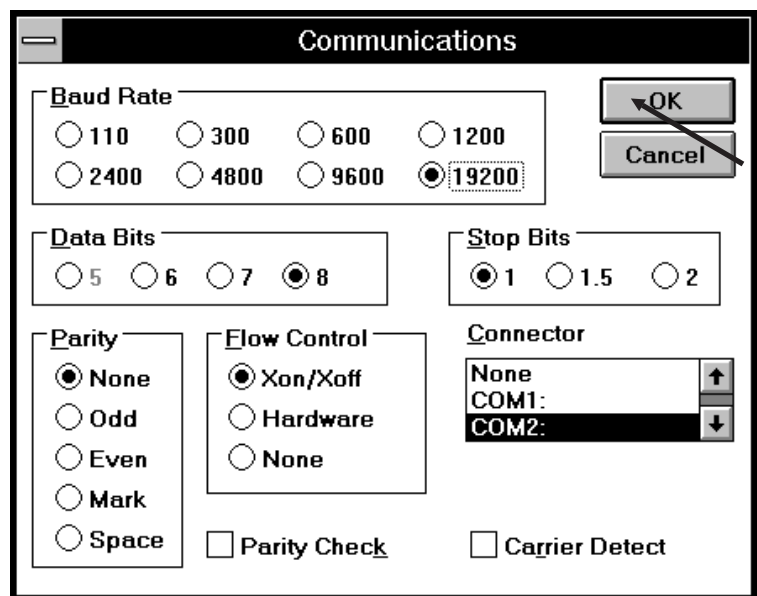 Communications
Baud Rate
110 300 600 1200
2400 4800 9600 19200
OK
Cancel
Data Bits
5 6 7 8
Stop Bits
1 1.5 2
Parity
None
Odd
Even
Mark
Space
Flow Control
Xon/Xoff
Hardware
None
Connector
None
COM1:
COM2:
Parity Check
Carrier Detect